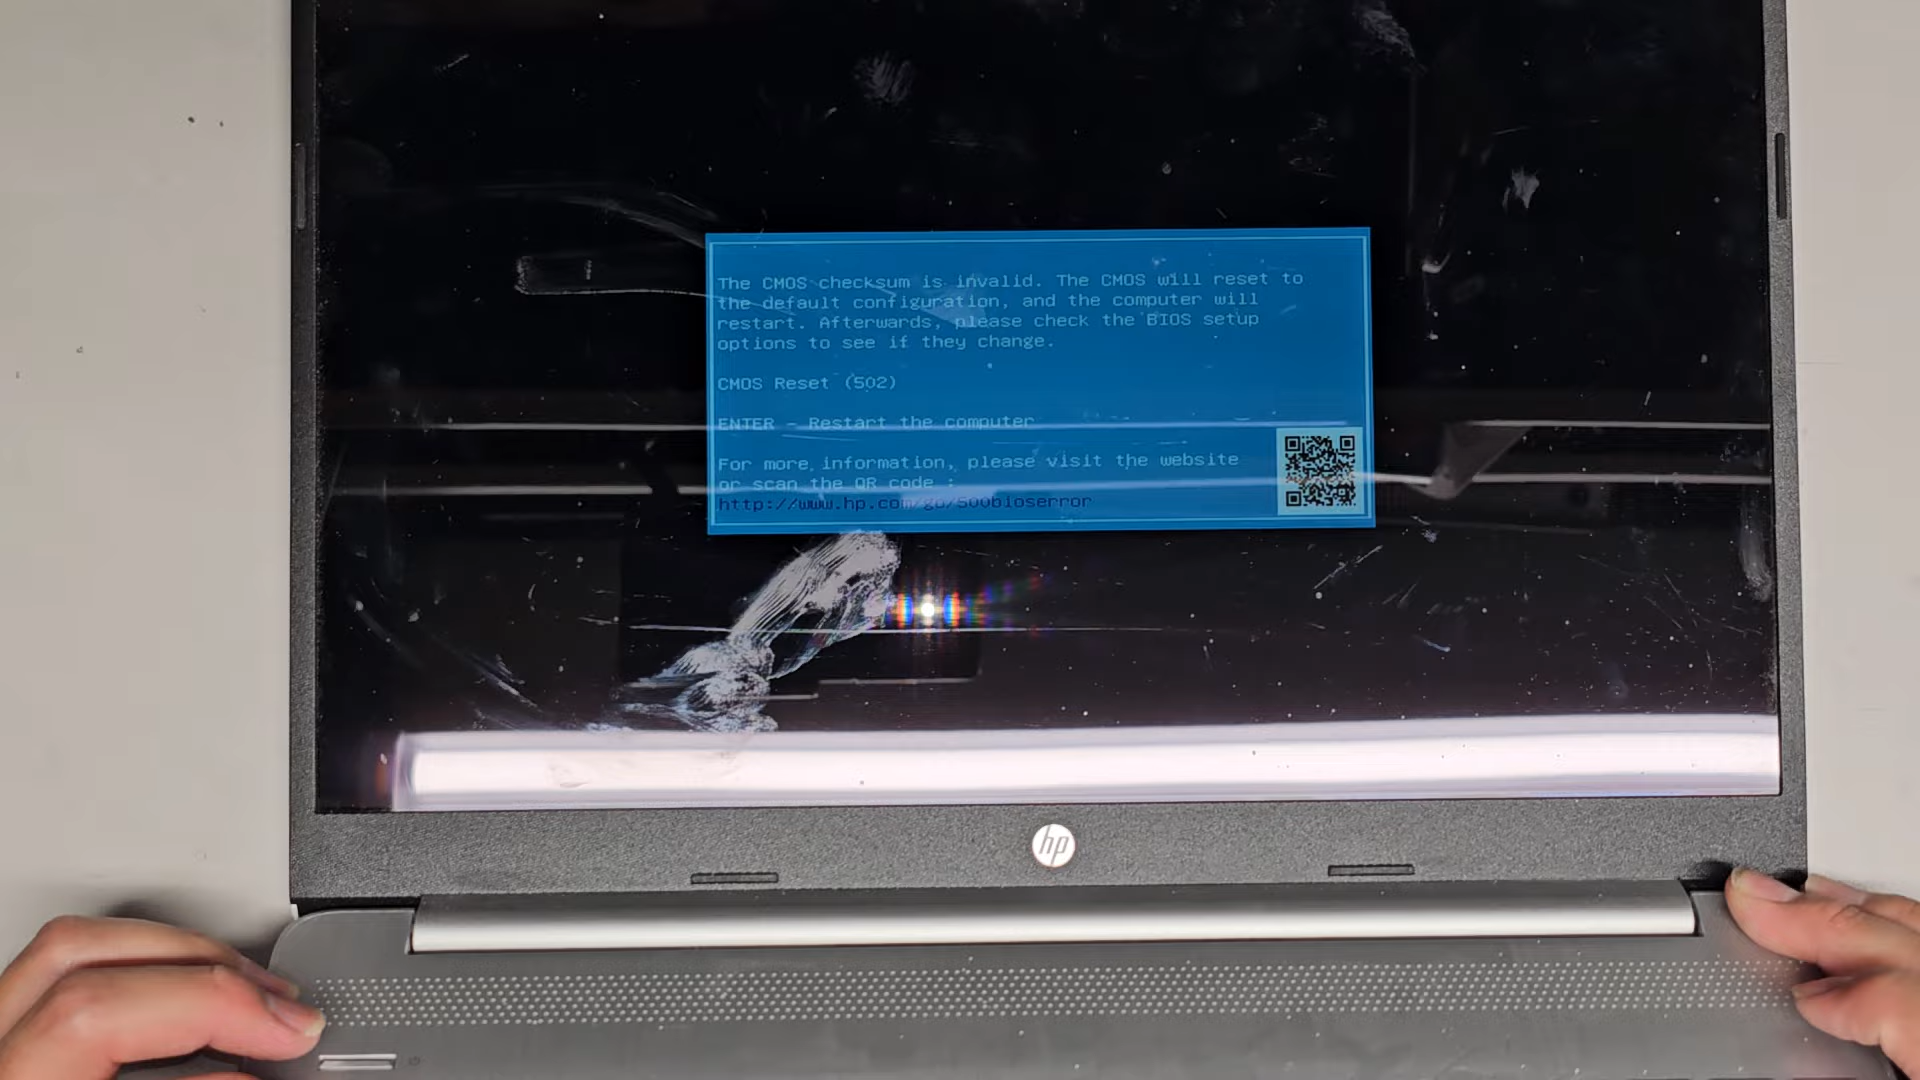 The CMOS checksum is invalid. The CMOS will reset to
the default configuration, and the computer will
restart. Afterwards, please check the BIOS setup
options to see if they change.
CMOS Reset (502)
ENTER - Restart the computer
For more information, please visit the website
or scan the QR code :
http://www.hp.com/go/500bioserror
hp